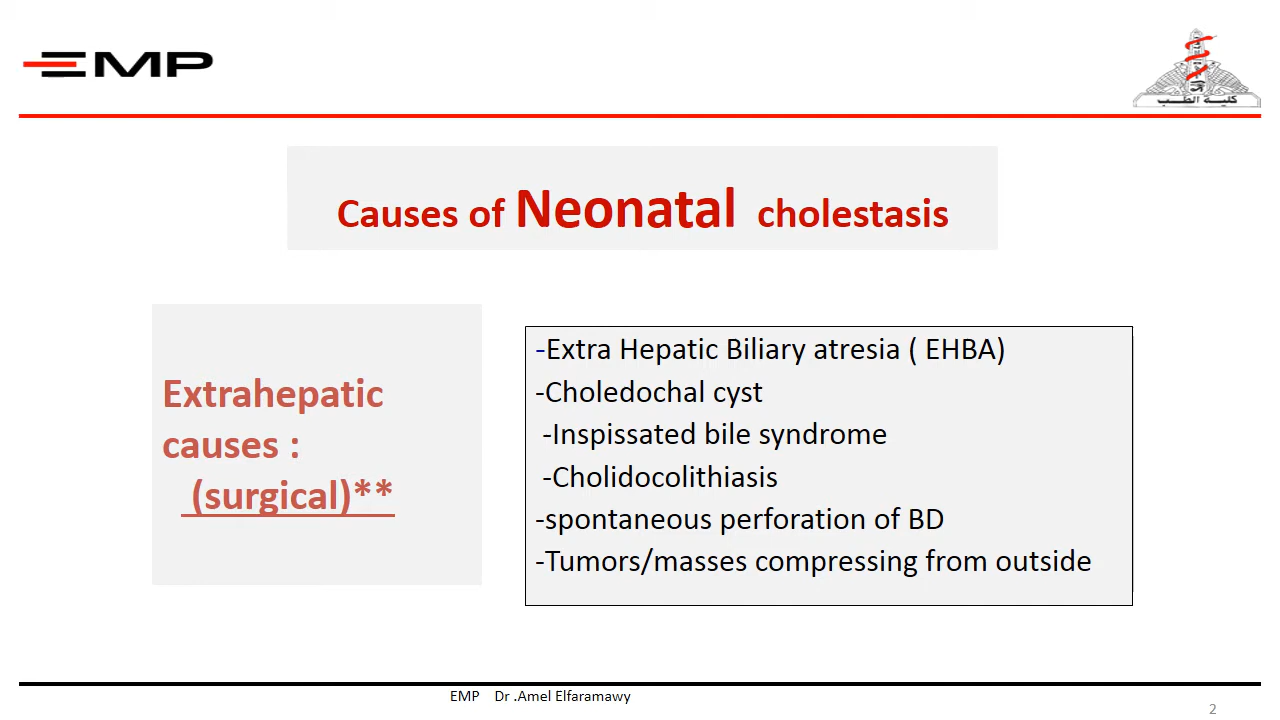 EMP
كلية الطب
Causes of Neonatal cholestasis
Extrahepatic
causes :
(surgical)**
-Extra Hepatic Biliary atresia ( EHBA)
-Choledochal cyst
-Inspissated bile syndrome
-Cholidocolithiasis
-spontaneous perforation of BD
-Tumors/masses compressing from outside
EMP Dr .Amel Elfaramawy
2